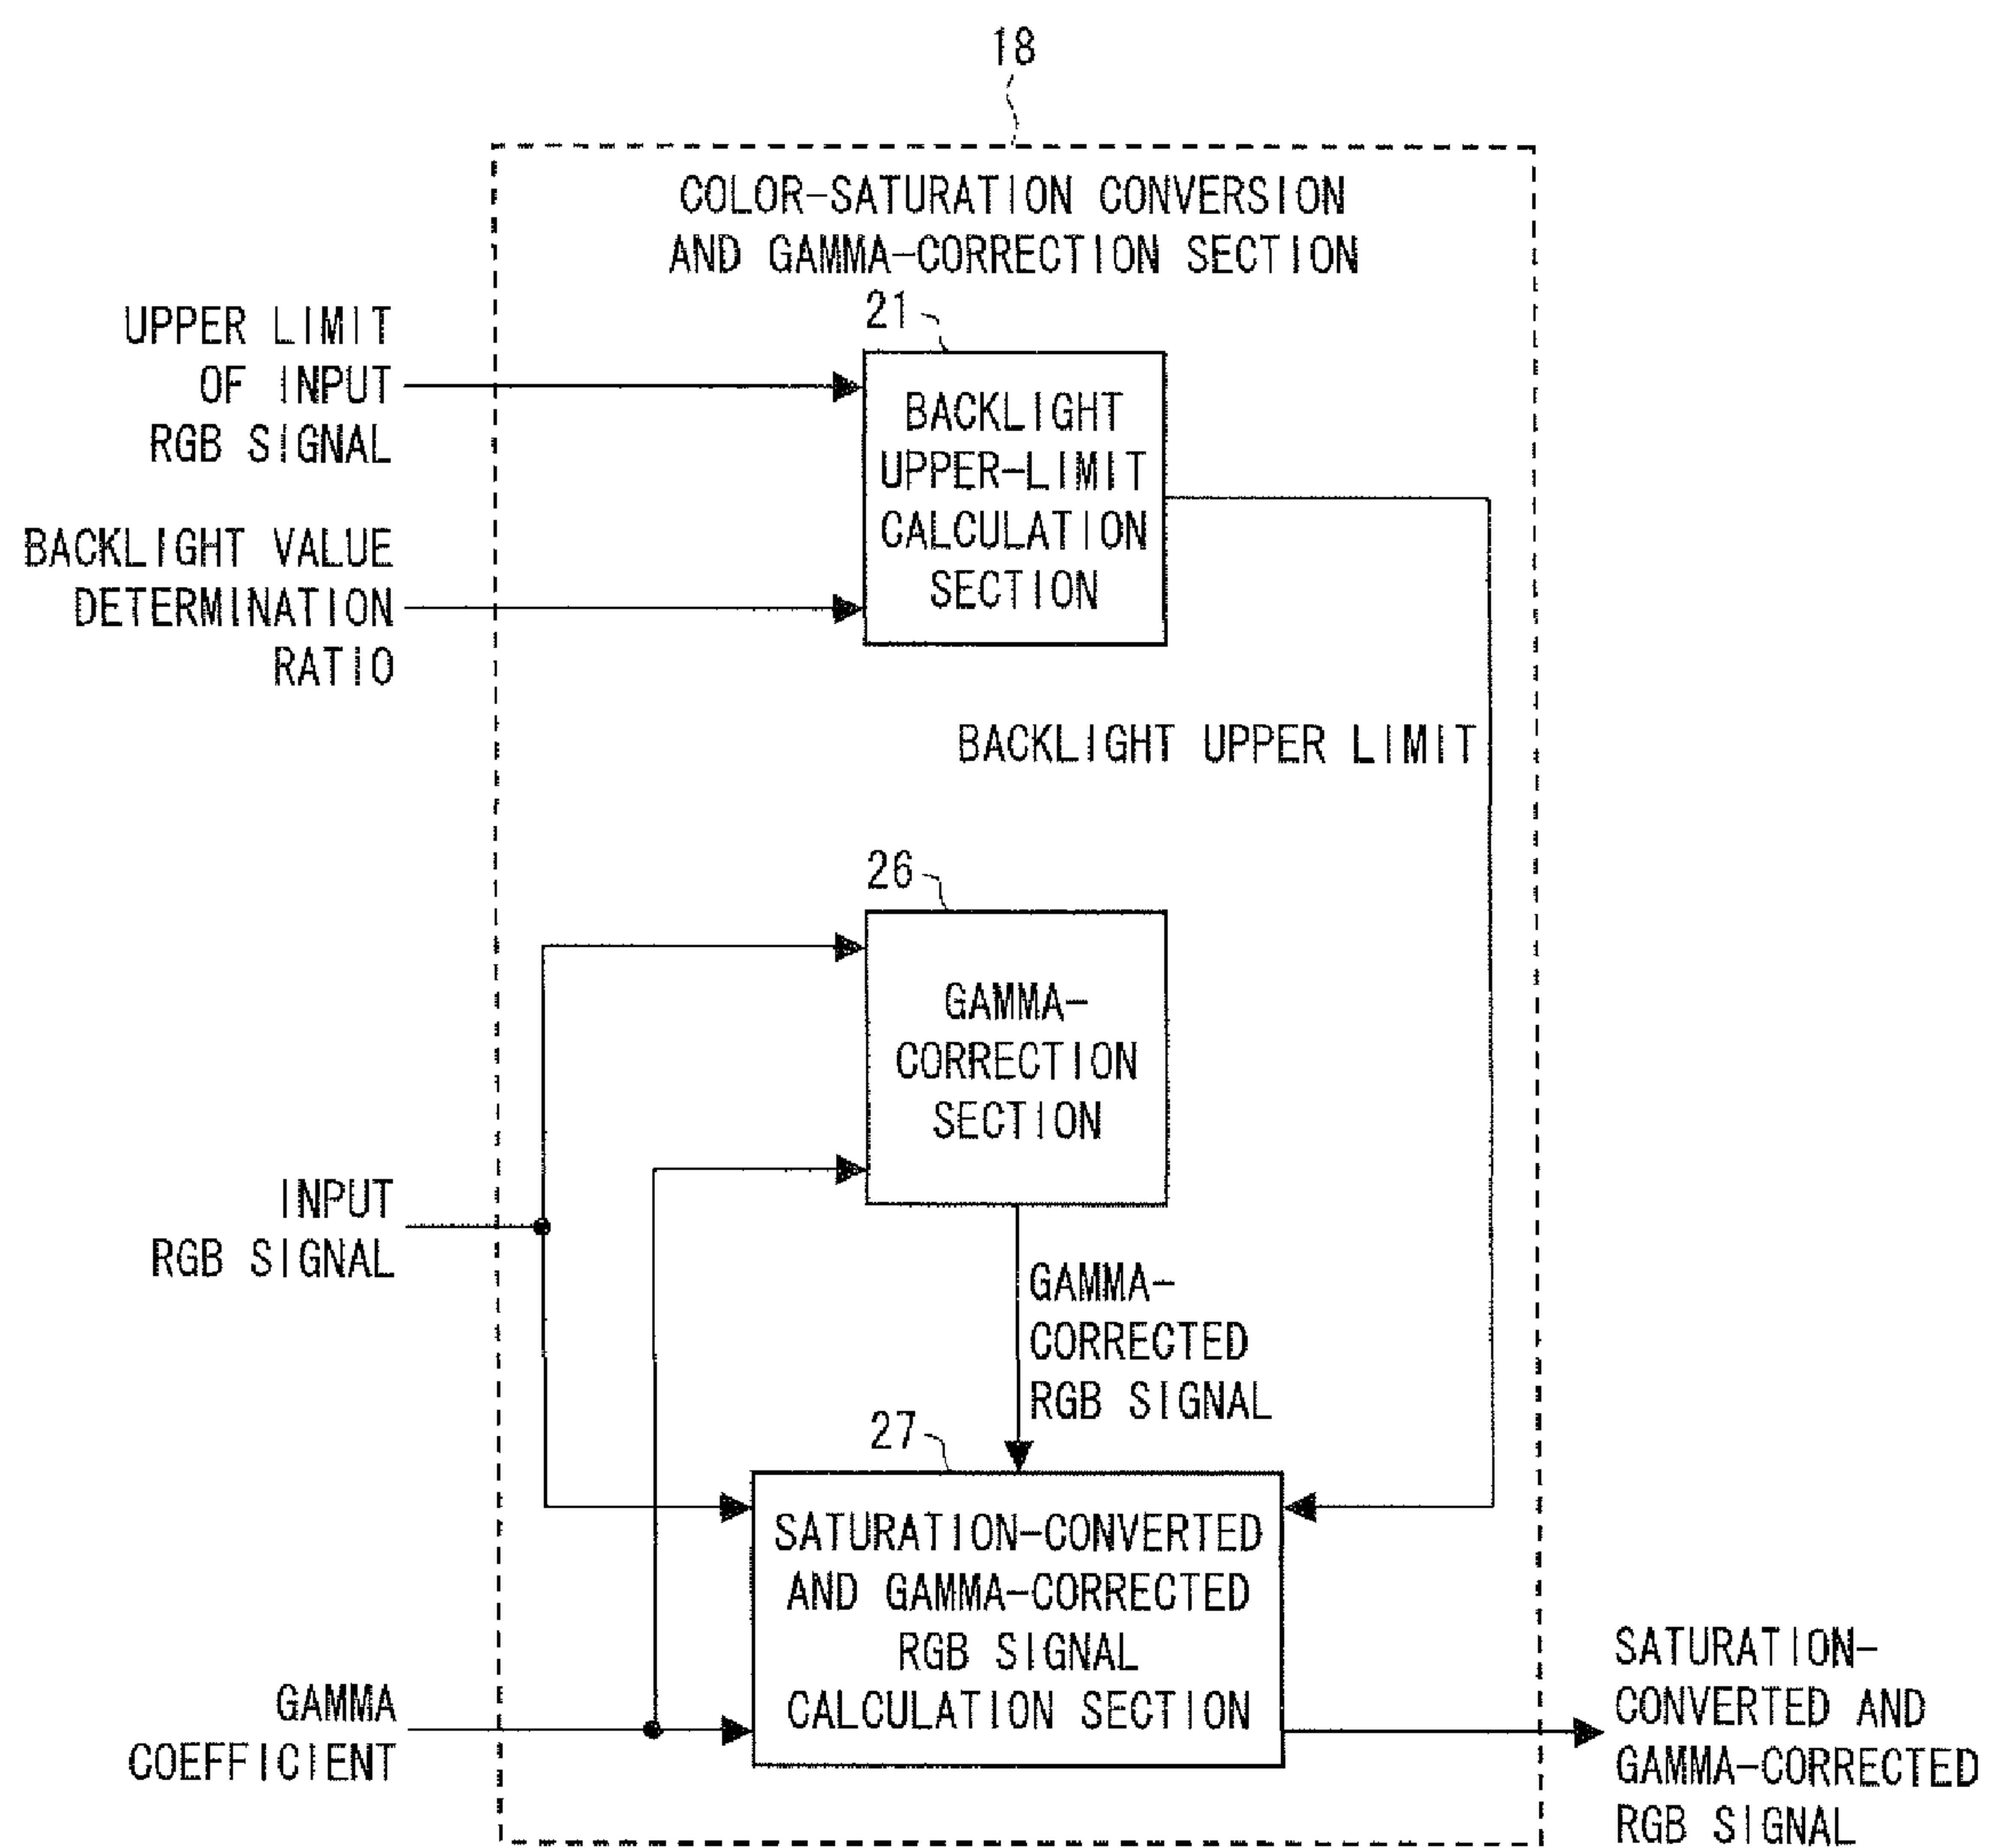 18
COLOR-SATURATION CONVERSION
AND GAMMA-CORRECTION SECTION
UPPER LIMIT
OF INPUT
RGB SIGNAL
21
BACKLIGHT
UPPER-LIMIT
CALCULATION
SECTION
BACKLIGHT VALUE
DETERMINATION
RATIO
BACKLIGHT UPPER LIMIT
26
GAMMA-
CORRECTION
SECTION
INPUT
RGB SIGNAL
GAMMA-
CORRECTED
RGB SIGNAL
27
SATURATION-CONVERTED
AND GAMMA-CORRECTED
RGB SIGNAL
CALCULATION SECTION
GAMMA
COEFFICIENT
SATURATION-
CONVERTED AND
GAMMA-CORRECTED
RGB SIGNAL